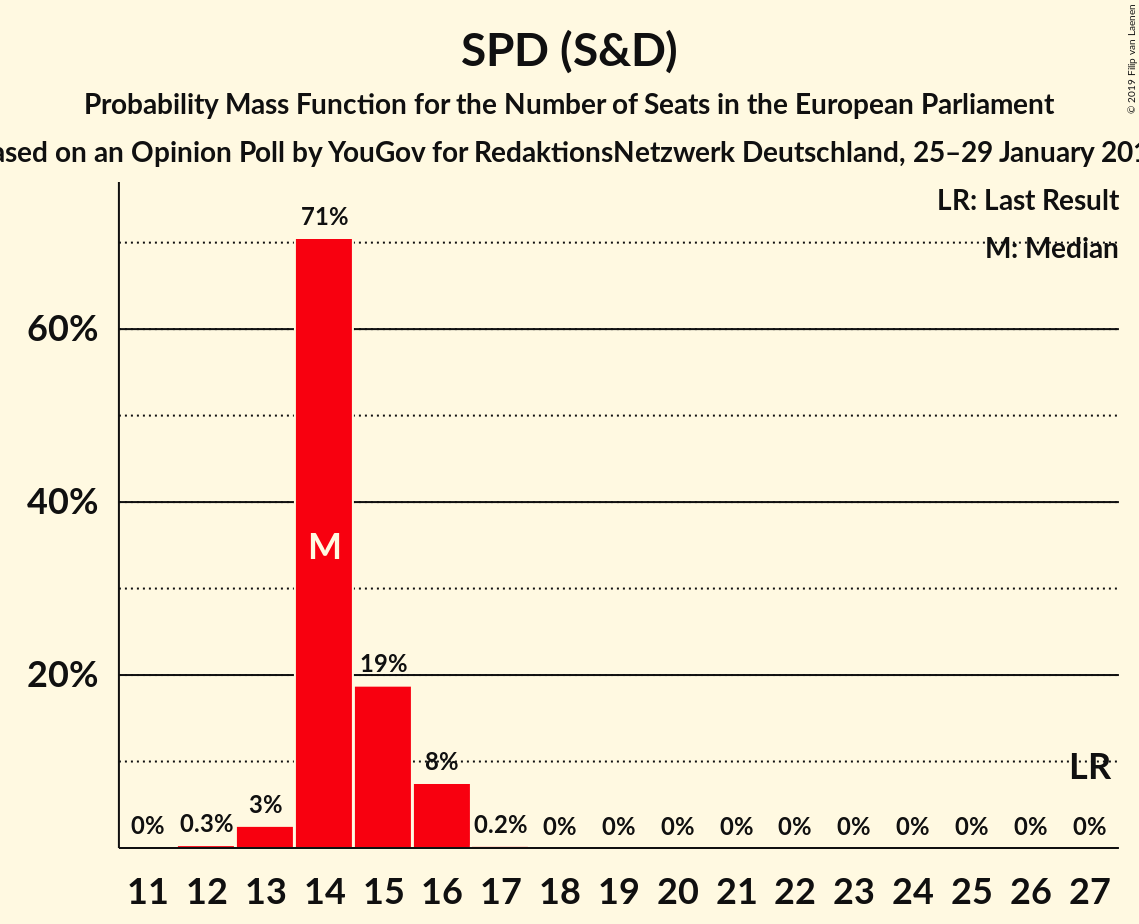 SPD (S&D)
Probability Mass Function for the Number of Seats in the European Parliament
on an Opinion Poll by YouGov for RedaktionsNetzwerk Deutschland, 25–29 January
© 2019 Filip van Laenen
LR: Last Result
M: Median
60%
40%
20%
0% 0.3% 3% 71% 19% 8% 0.2% 0% 0% 0% 0% 0% 0% 0% 0% 0% 0%
M
LR
11 12 13 14 15 16 17 18 19 20 21 22 23 24 25 26 27